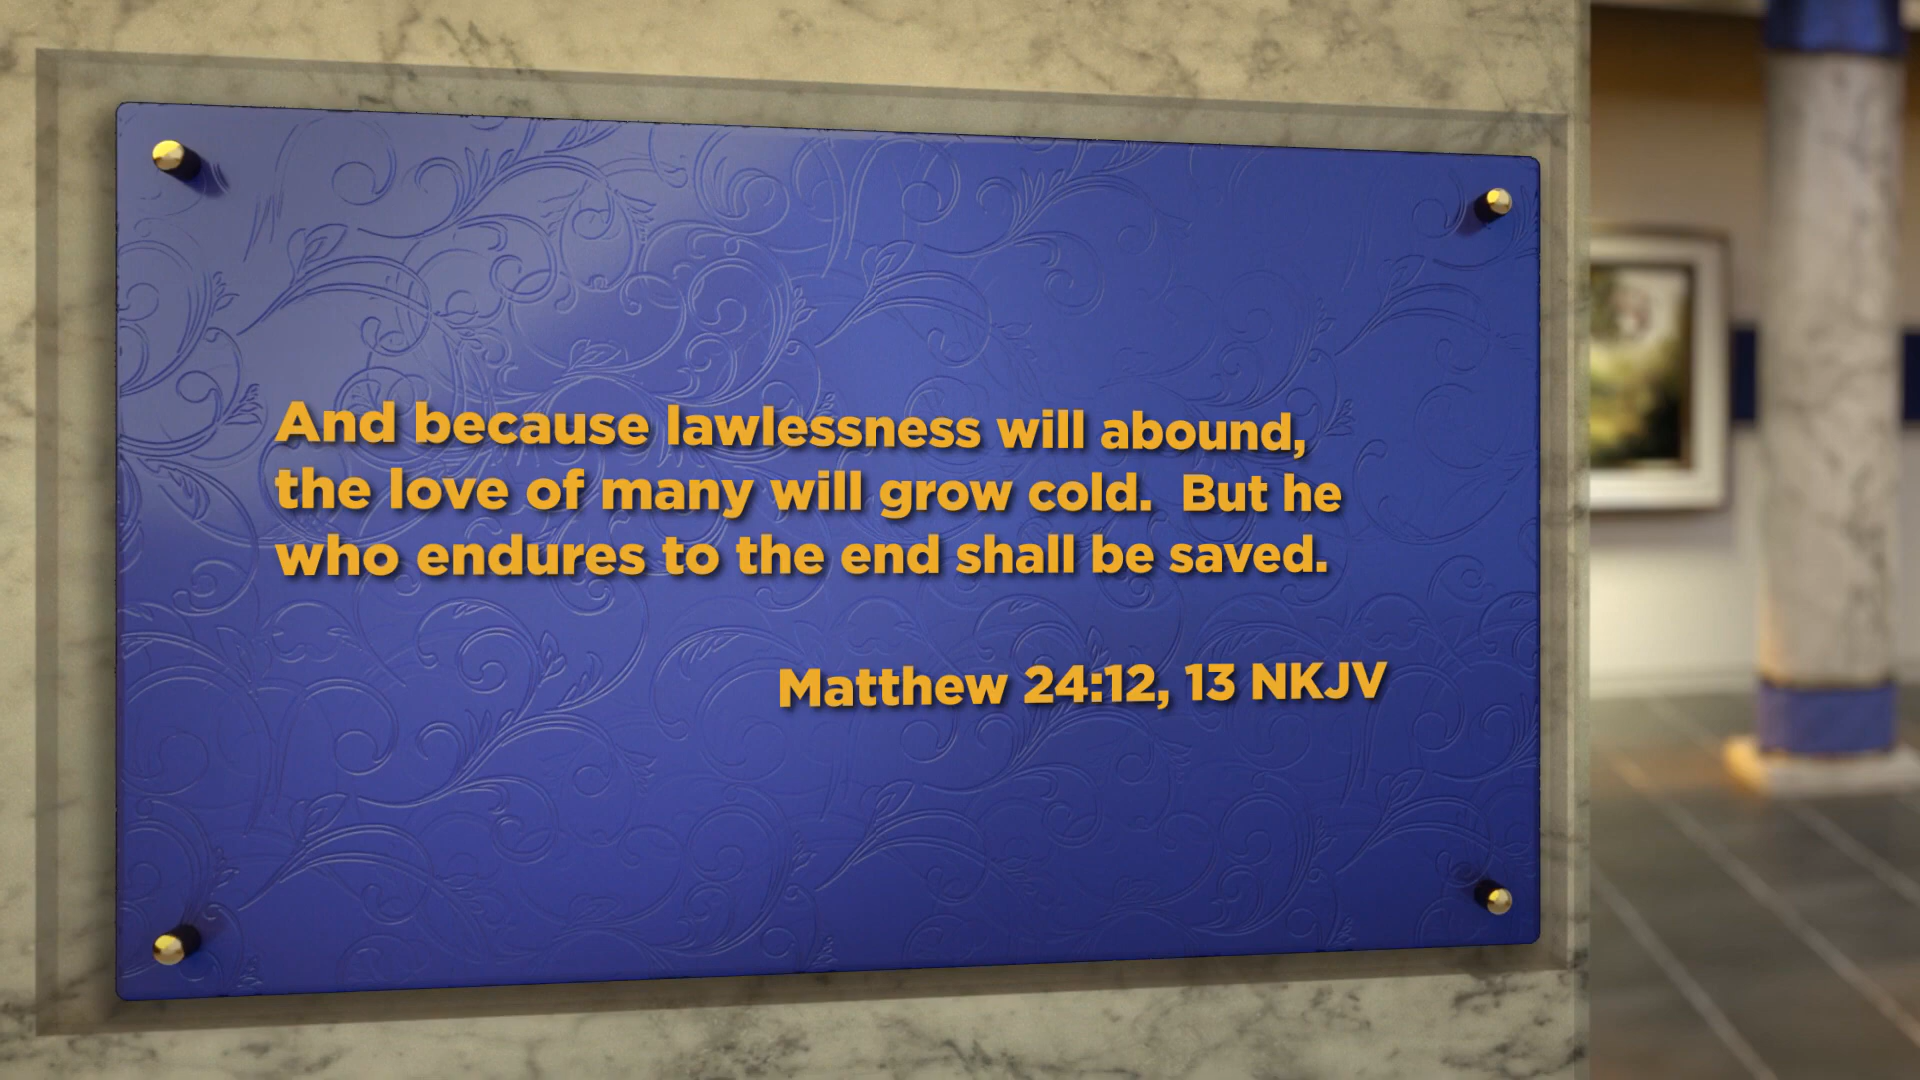 And because lawlessness will abound,
the love of many will grow cold.  But he
who endures to the end shall be saved.
Matthew 24:12, 13 NKJV